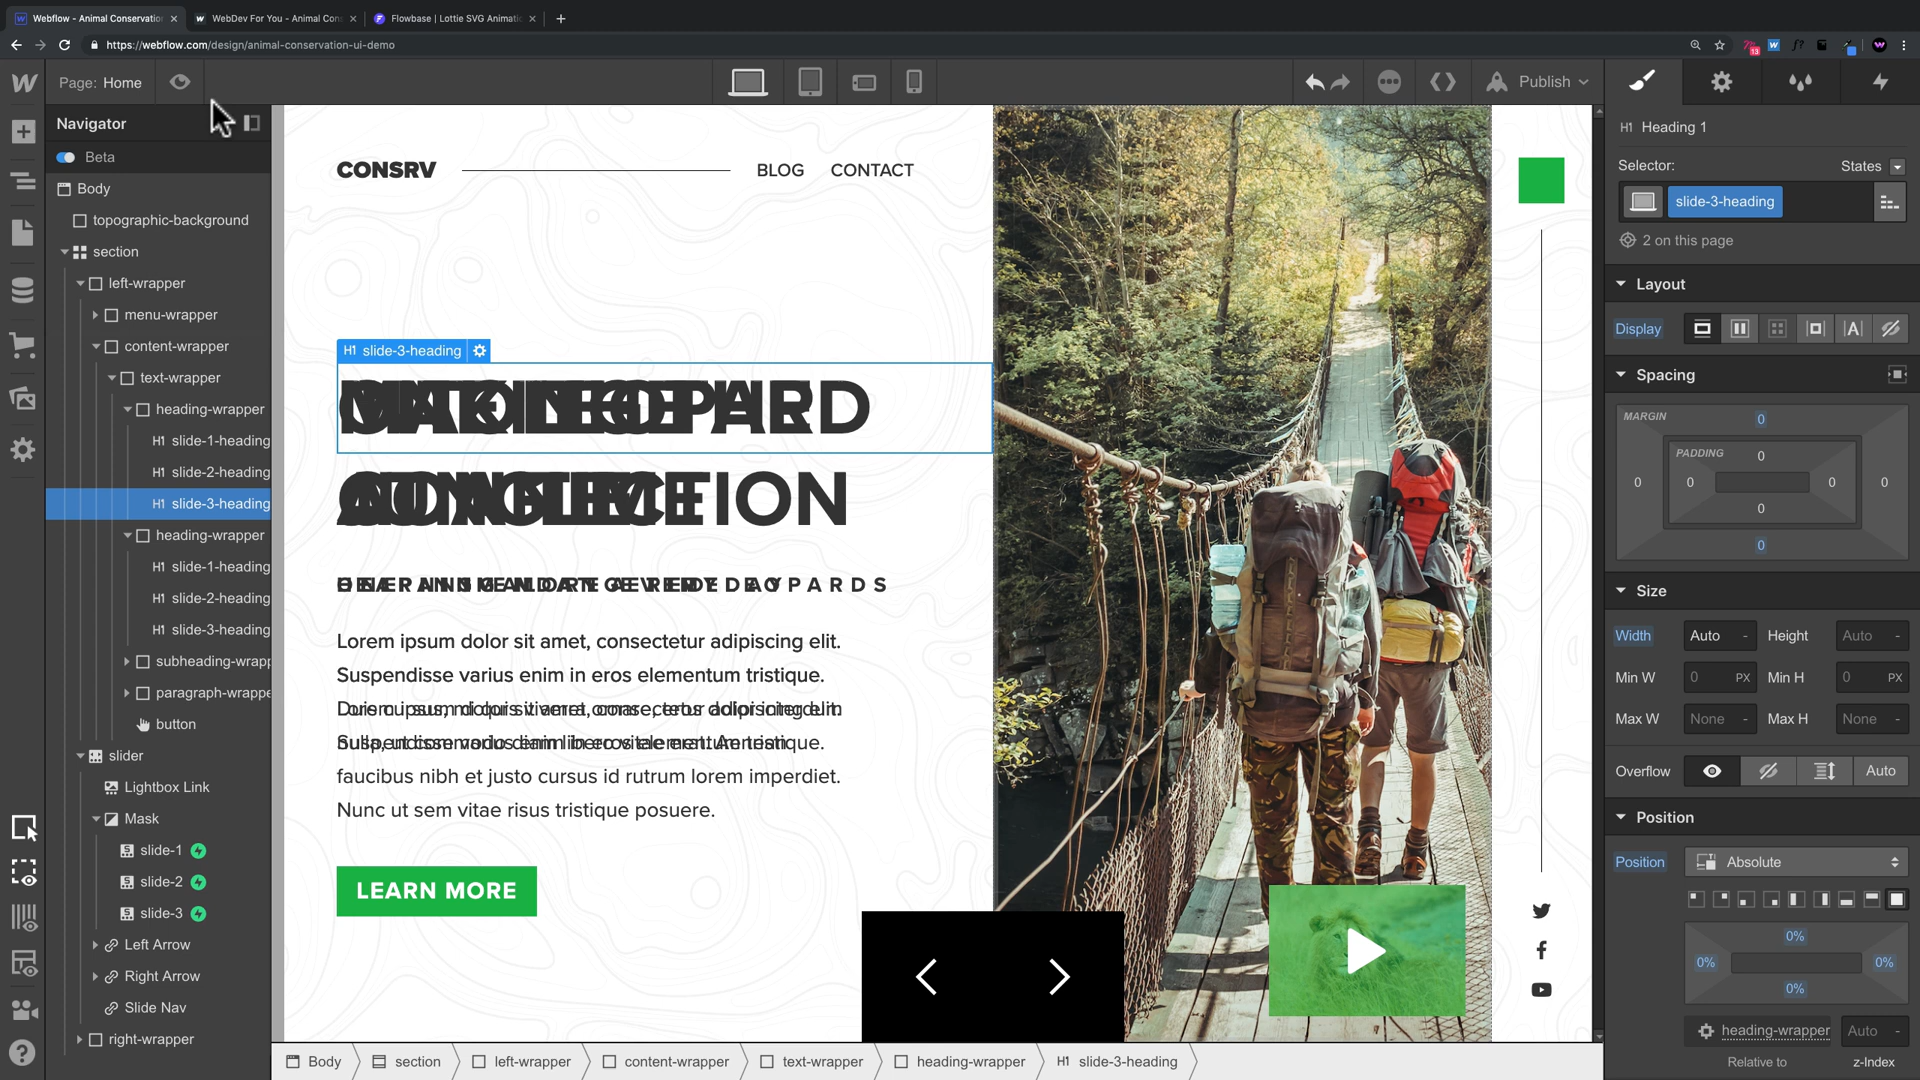 Webflow - Animal Conservation
WebDev For You - Animal Con
Flowbase | Lottie SVG Animati
https://webflow.com/design/animal-conservation-ui-demo
13
Page: Home
Publish
Navigator
Beta
Body
topographic-background
section
left-wrapper
menu-wrapper
content-wrapper
text-wrapper
heading-wrapper
H1 slide-1-heading
H1 slide-2-heading
H1 slide-3-heading
heading-wrapper
H1 slide-1-heading
H1 slide-2-heading
H1 slide-3-heading
subheading-wrapp
paragraph-wrappe
button
slider
Lightbox Link
Mask
slide-1
slide-2
slide-3
Left Arrow
Right Arrow
Slide Nav
right-wrapper
CONSRV
BLOG CONTACT
H1 slide-3-heading
Lorem ipsum dolor sit amet, consectetur adipiscing elit.
Suspendisse varius enim in eros elementum tristique.
faucibus nibh et justo cursus id rutrum lorem imperdiet.
Nunc ut sem vitae risus tristique posuere.
LEARN MORE
Body section left-wrapper content-wrapper text-wrapper heading-wrapper H1 slide-3-heading
H1 Heading 1
Selector: States
slide-3-heading
2 on this page
Layout
Display
Spacing
MARGIN 0
PADDING 0
0 0 0 0
0
0
Size
Width Auto - Height Auto -
Min W 0 PX Min H 0 PX
Max W None - Max H None -
Overflow Auto
Position
Position Absolute
0%
0% 0%
0%
heading-wrapper Auto -
Relative to z-Index